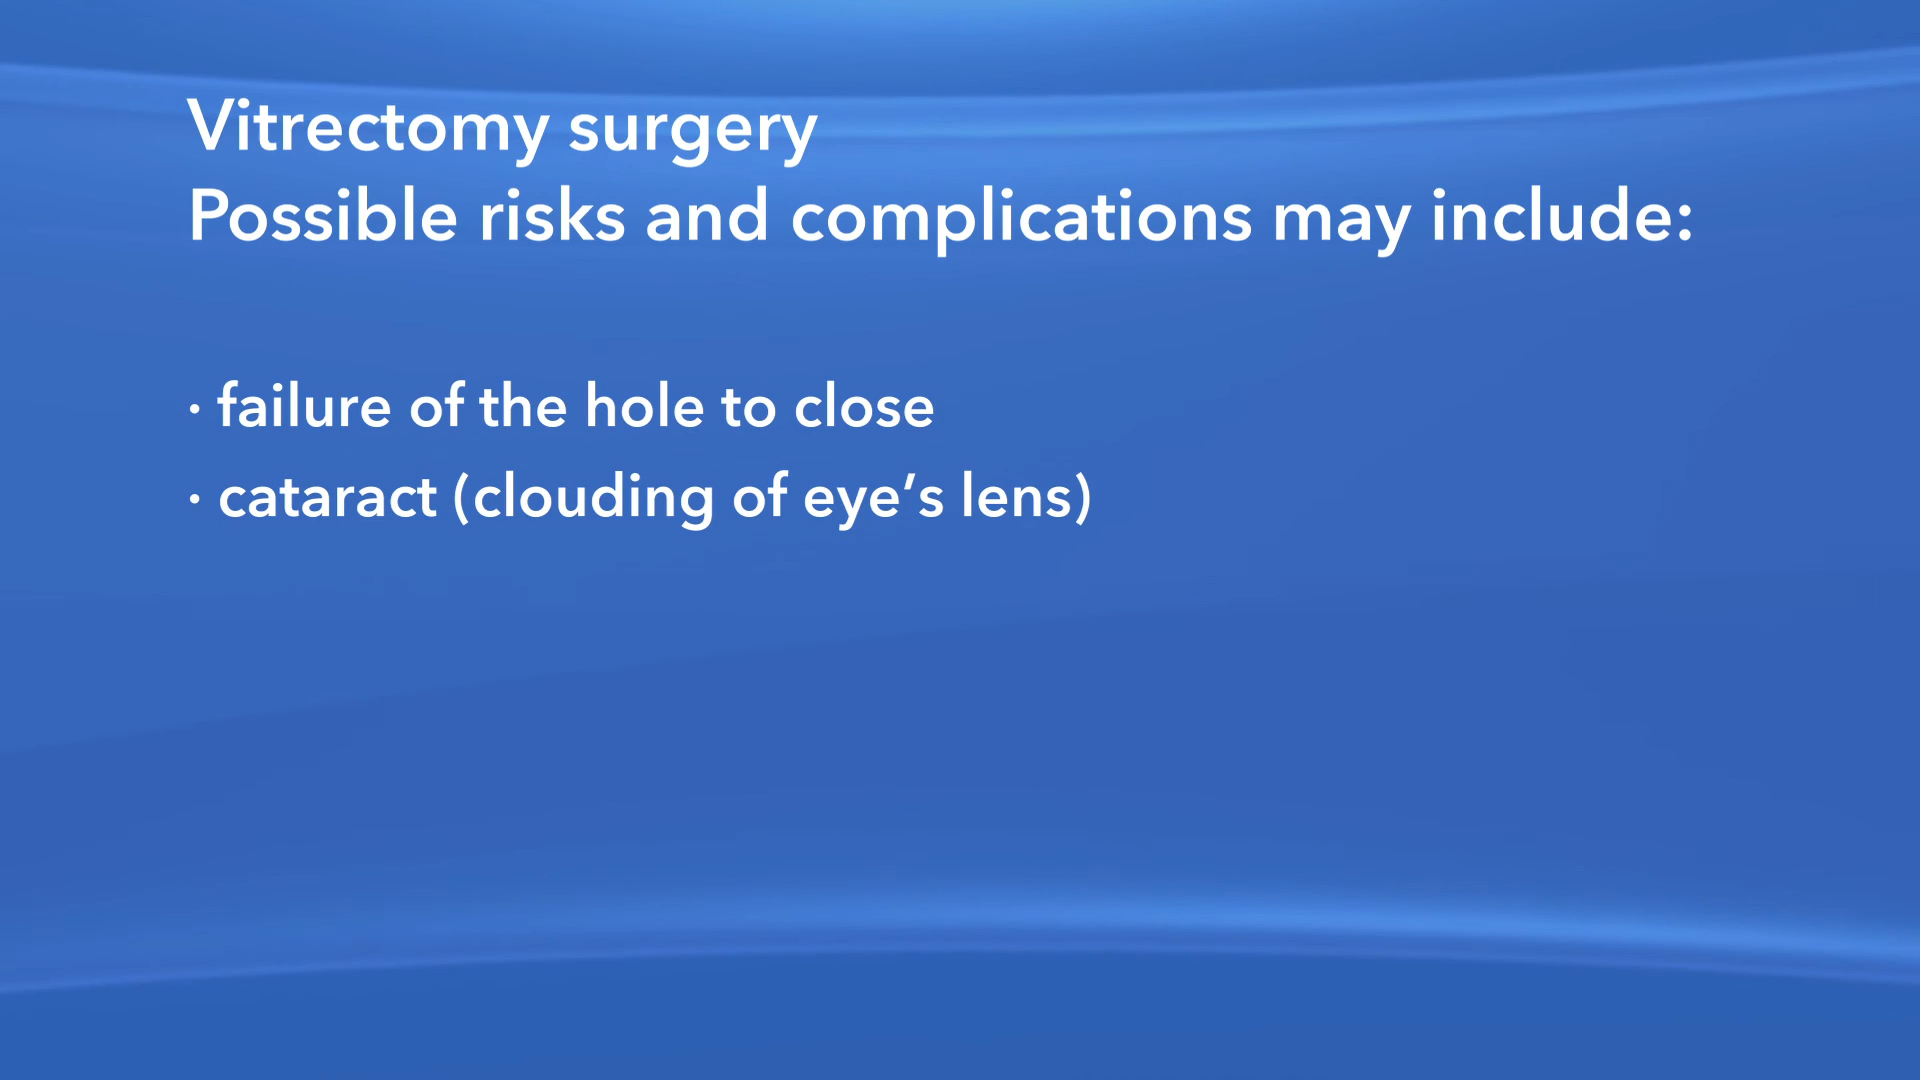 Vitrectomy surgery
Possible risks and complications may include:
· failure of the hole to close
· cataract (clouding of eye’s lens)